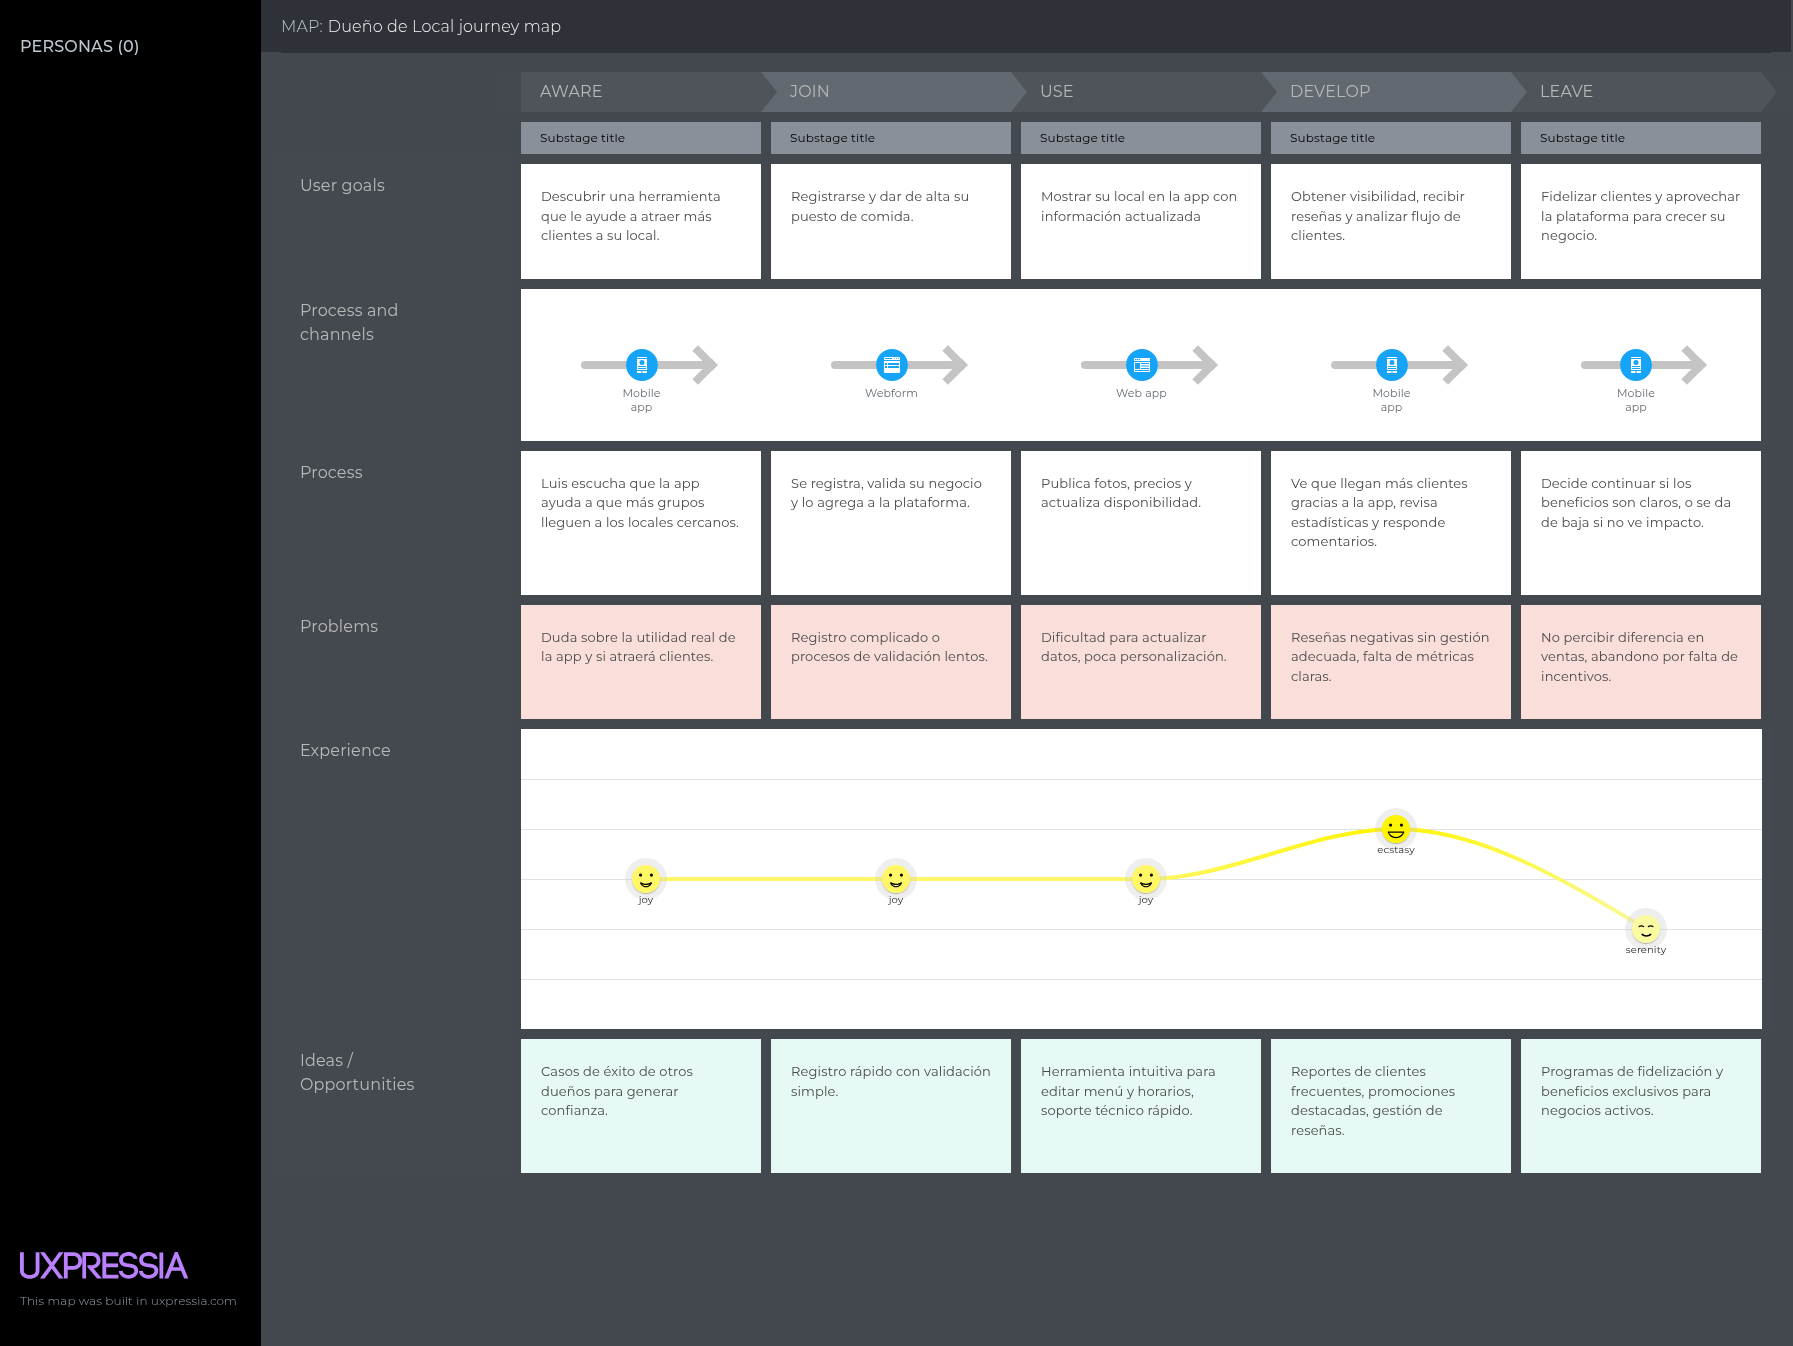 PERSONAS (0)
MAP: Dueño de Local journey map
AWARE
JOIN
USE
DEVELOP
LEAVE
Substage title
Substage title
Substage title
Substage title
Substage title
User goals
Descubrir una herramienta
que le ayude a atraer más
clientes a su local.
Registrarse y dar de alta su
puesto de comida.
Mostrar su local en la app con
información actualizada
Obtener visibilidad, recibir
reseñas y analizar flujo de
clientes.
Fidelizar clientes y aprovechar
la plataforma para crecer su
negocio.
Process and
channels
Mobile
app
Webform
Web app
Mobile
app
Mobile
app
Process
Luis escucha que la app
ayuda a que más grupos
lleguen a los locales cercanos.
Se registra, valida su negocio
y lo agrega a la plataforma.
Publica fotos, precios y
actualiza disponibilidad.
Ve que llegan más clientes
gracias a la app, revisa
estadísticas y responde
comentarios.
Decide continuar si los
beneficios son claros, o se da
de baja si no ve impacto.
Problems
Duda sobre la utilidad real de
la app y si atraerá clientes.
Registro complicado o
procesos de validación lentos.
Dificultad para actualizar
datos, poca personalización.
Reseñas negativas sin gestión
adecuada, falta de métricas
claras.
No percibir diferencia en
ventas, abandono por falta de
incentivos.
Experience
joy
joy
joy
ecstasy
serenity
Ideas /
Opportunities
Casos de éxito de otros
dueños para generar
confianza.
Registro rápido con validación
simple.
Herramienta intuitiva para
editar menú y horarios,
soporte técnico rápido.
Reportes de clientes
frecuentes, promociones
destacadas, gestión de
reseñas.
Programas de fidelización y
beneficios exclusivos para
negocios activos.
UXPRESSIA
This map was built in uxpressia.com